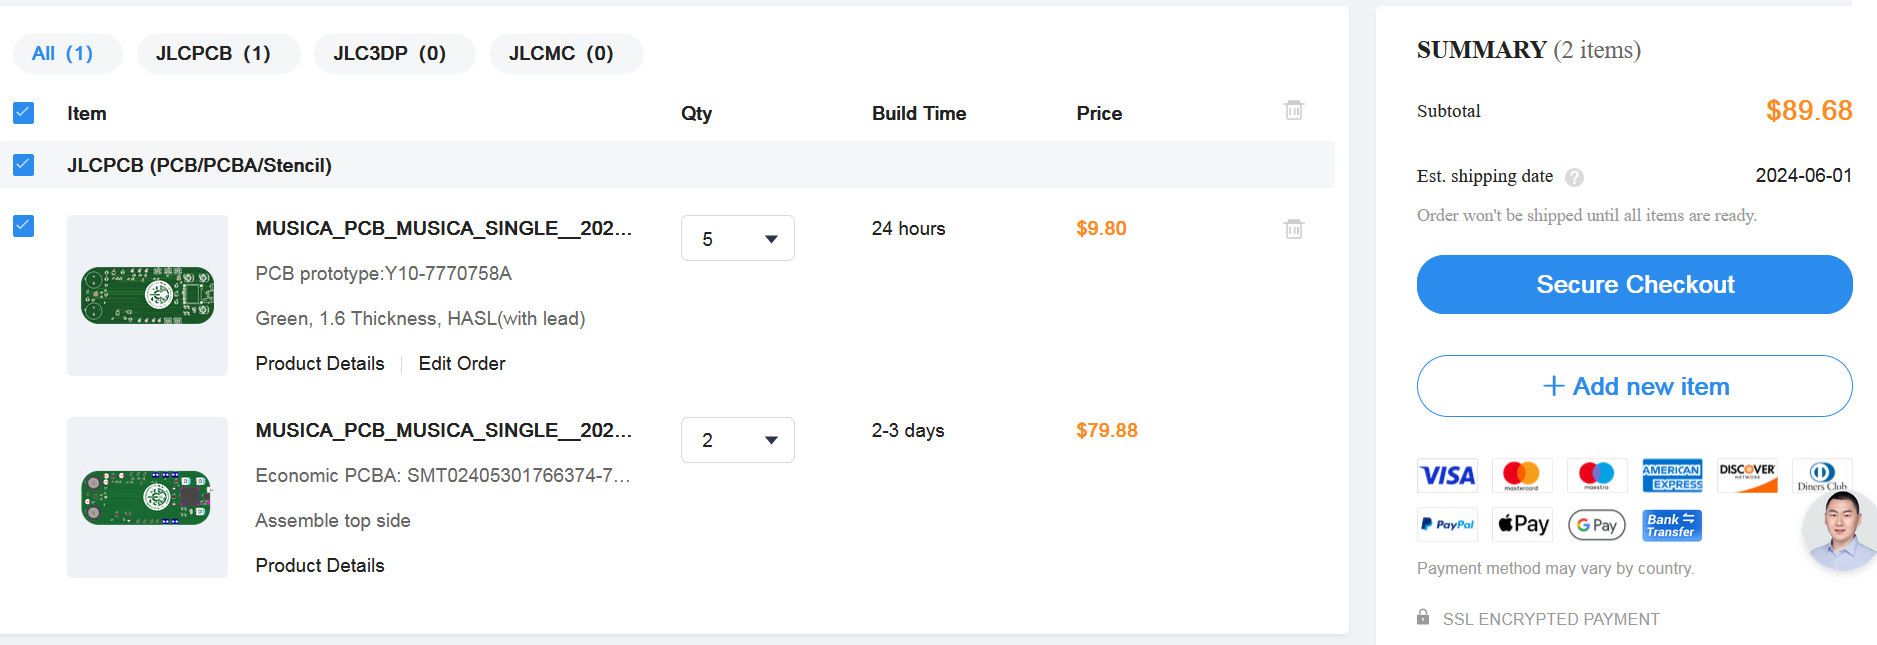 All (1)
JLCPCB (1)
JLC3DP (0)
JLCMC (0)
Item
Qty
Build Time
Price
JLCPCB (PCB/PCBA/Stencil)
MUSICA_PCB_MUSICA_SINGLE__202...
5
24 hours
$9.80
PCB prototype:Y10-7770758A
Green, 1.6 Thickness, HASL(with lead)
Product Details
Edit Order
MUSICA_PCB_MUSICA_SINGLE__202...
2
2-3 days
$79.88
Economic PCBA: SMT02405301766374-7...
Assemble top side
Product Details
SUMMARY (2 items)
Subtotal
$89.68
Est. shipping date ?
2024-06-01
Order won't be shipped until all items are ready.
Secure Checkout
+ Add new item
VISA
mastercard
maestro
AMERICAN EXPRESS
DISCOVER NETWORK
Diners Club
PayPal
Pay
G Pay
Bank Transfer
Payment method may vary by country.
SSL ENCRYPTED PAYMENT